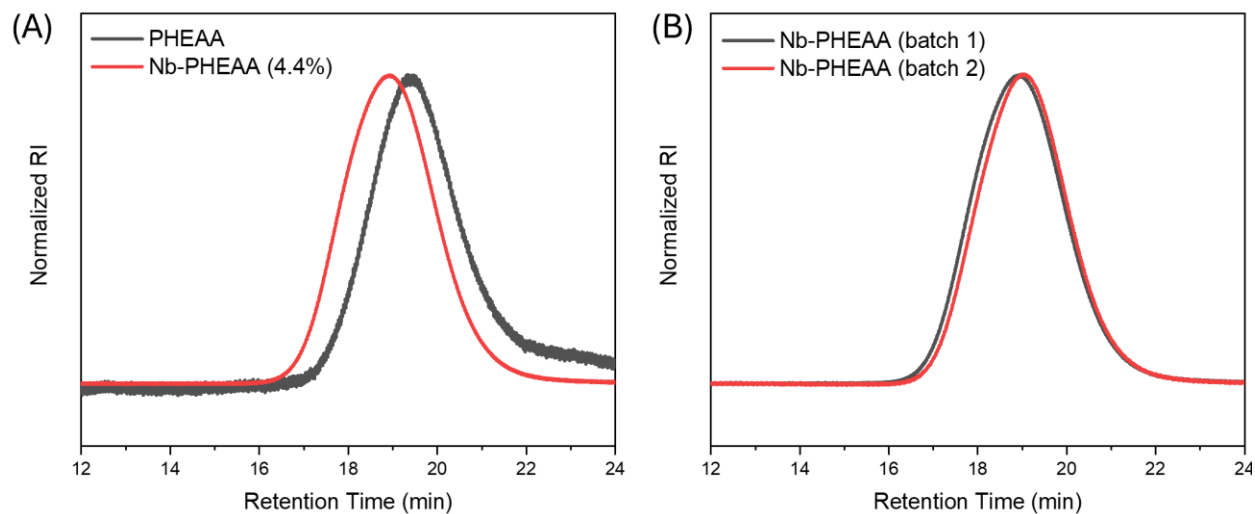 (A)
PHEAA
Nb-PHEAA (4.4%)
Normalized RI
12 14 16 18 20 22 24
Retention Time (min)
(B)
Nb-PHEAA (batch 1)
Nb-PHEAA (batch 2)
Normalized RI
12 14 16 18 20 22 24
Retention Time (min)